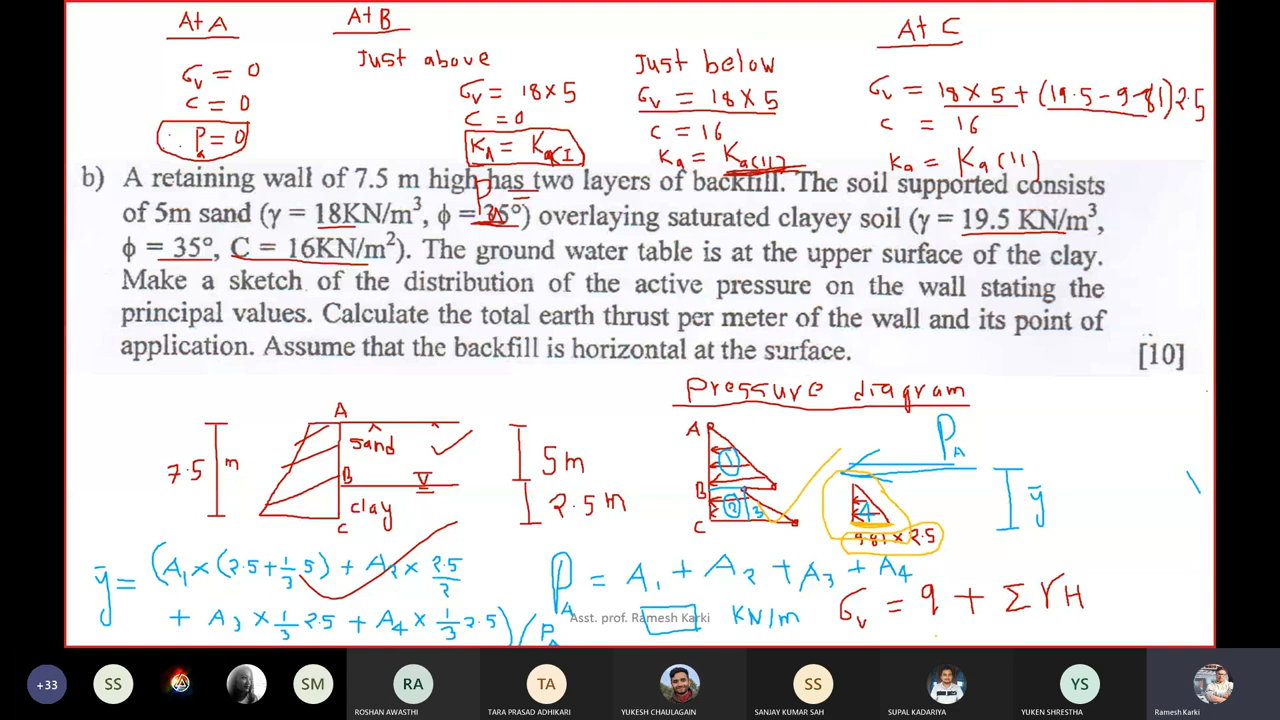 At A
At B
At C
Just above
Just below
σv = 0
σv = 18 × 5
σv = 18 × 5
σv = 18 × 5 + (19.5 - 9.81) 2.5
c = 0
c = 0
c = 16
c = 16
∴ Pa = 0
KA = Ka(I)
Ka = Ka(II)
Ka = Ka(II)
b) A retaining wall of 7.5 m high has two layers of backfill. The soil supported consists
of 5m sand (γ = 18KN/m³, ϕ = 35°) overlaying saturated clayey soil (γ = 19.5 KN/m³,
ϕ = 35°, C = 16KN/m²). The ground water table is at the upper surface of the clay.
Make a sketch of the distribution of the active pressure on the wall stating the
principal values. Calculate the total earth thrust per meter of the wall and its point of
application. Assume that the backfill is horizontal at the surface.
[10]
Pressure diagram
A
sand
7.5 m
B
clay
C
5m
2.5m
A
1
B
2
3
C
4
9.81 × 2.5
PA
ȳ
ȳ = (A1 × (2.5 + 1/3 5) + A2 × 2.5/2
+ A3 × 1/3 2.5 + A4 × 1/3 2.5) / PA
PA = A1 + A2 + A3 + A4
KN/m
σv = q + Σ γH
Asst. prof. Ramesh Karki
+33
SS
SM
RA
ROSHAN AWASTHI
TA
TARA PRASAD ADHIKARI
YUKESH CHAULAGAIN
SS
SANJAY KUMAR SAH
SUPAL KADARIYA
YS
YUKEN SHRESTHA
Ramesh Karki